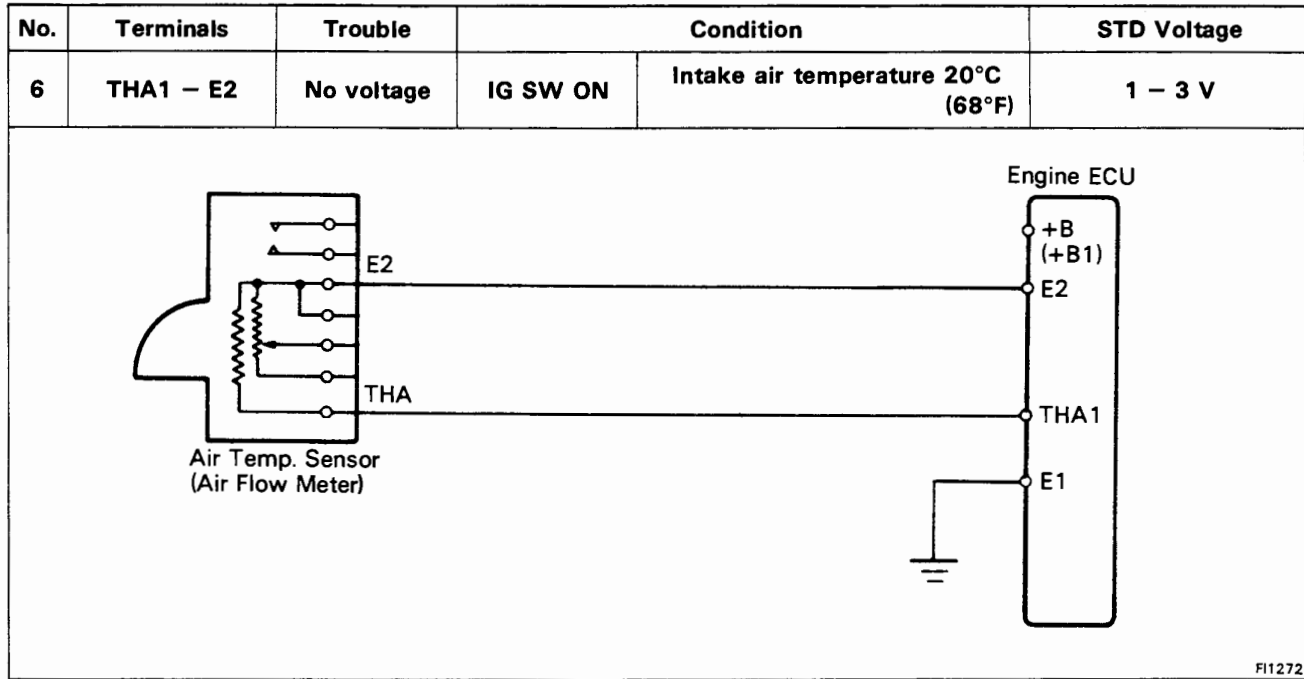 No. Terminals Trouble Condition STD Voltage
6 THA1 – E2 No voltage IG SW ON Intake air temperature 20°C (68°F) 1 – 3 V
Engine ECU
+B
(+B1)
E2
E2
THA
THA1
Air Temp. Sensor
(Air Flow Meter)
E1
FI1272